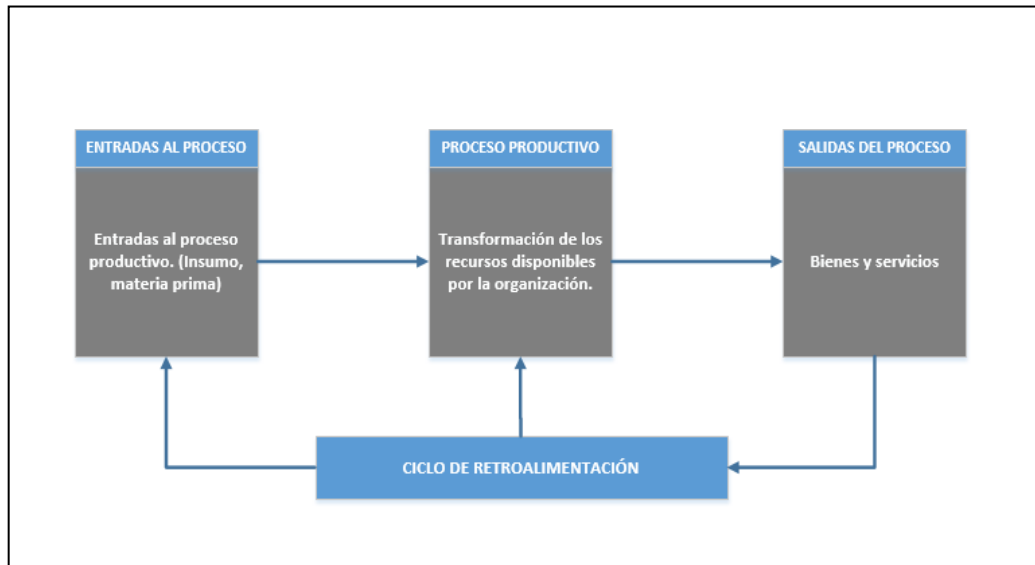 ENTRADAS AL PROCESO
Entradas al proceso
productivo. (Insumo,
materia prima)
PROCESO PRODUCTIVO
Transformación de los
recursos disponibles
por la organización.
SALIDAS DEL PROCESO
Bienes y servicios
CICLO DE RETROALIMENTACIÓN